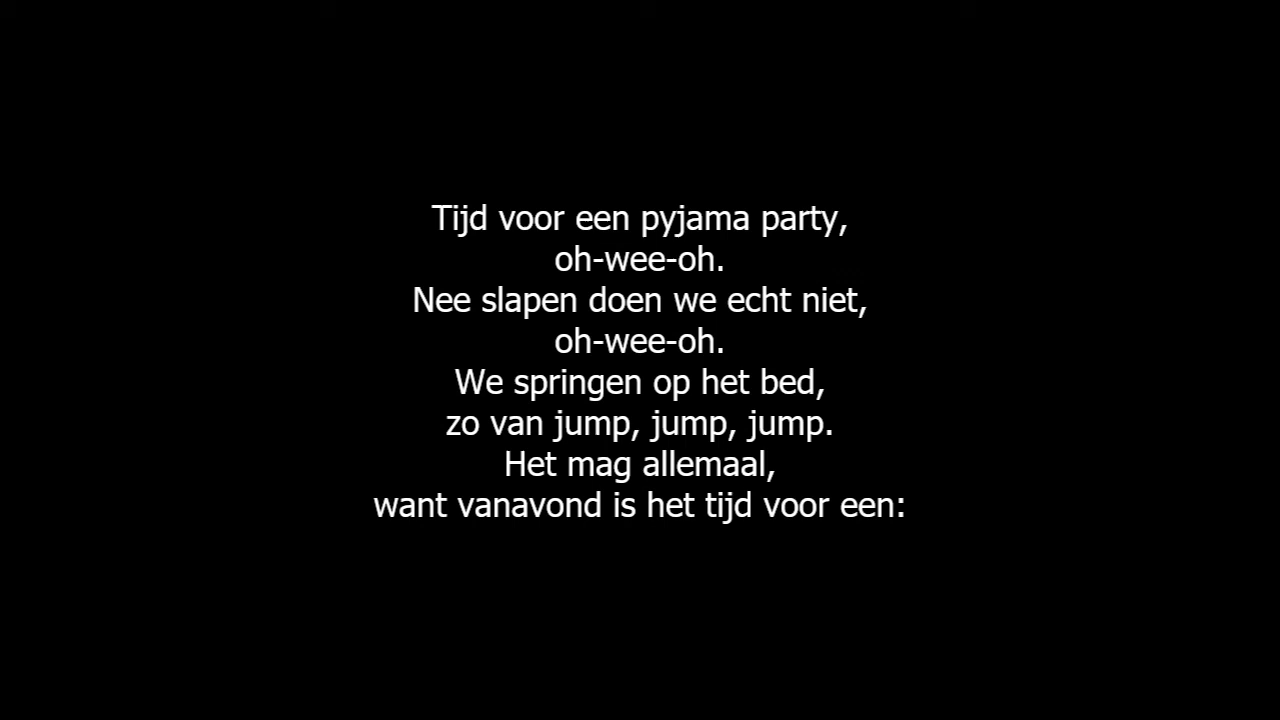 Tijd voor een pyjama party,
oh-wee-oh.
Nee slapen doen we echt niet,
oh-wee-oh.
We springen op het bed,
zo van jump, jump, jump.
Het mag allemaal,
want vanavond is het tijd voor een: